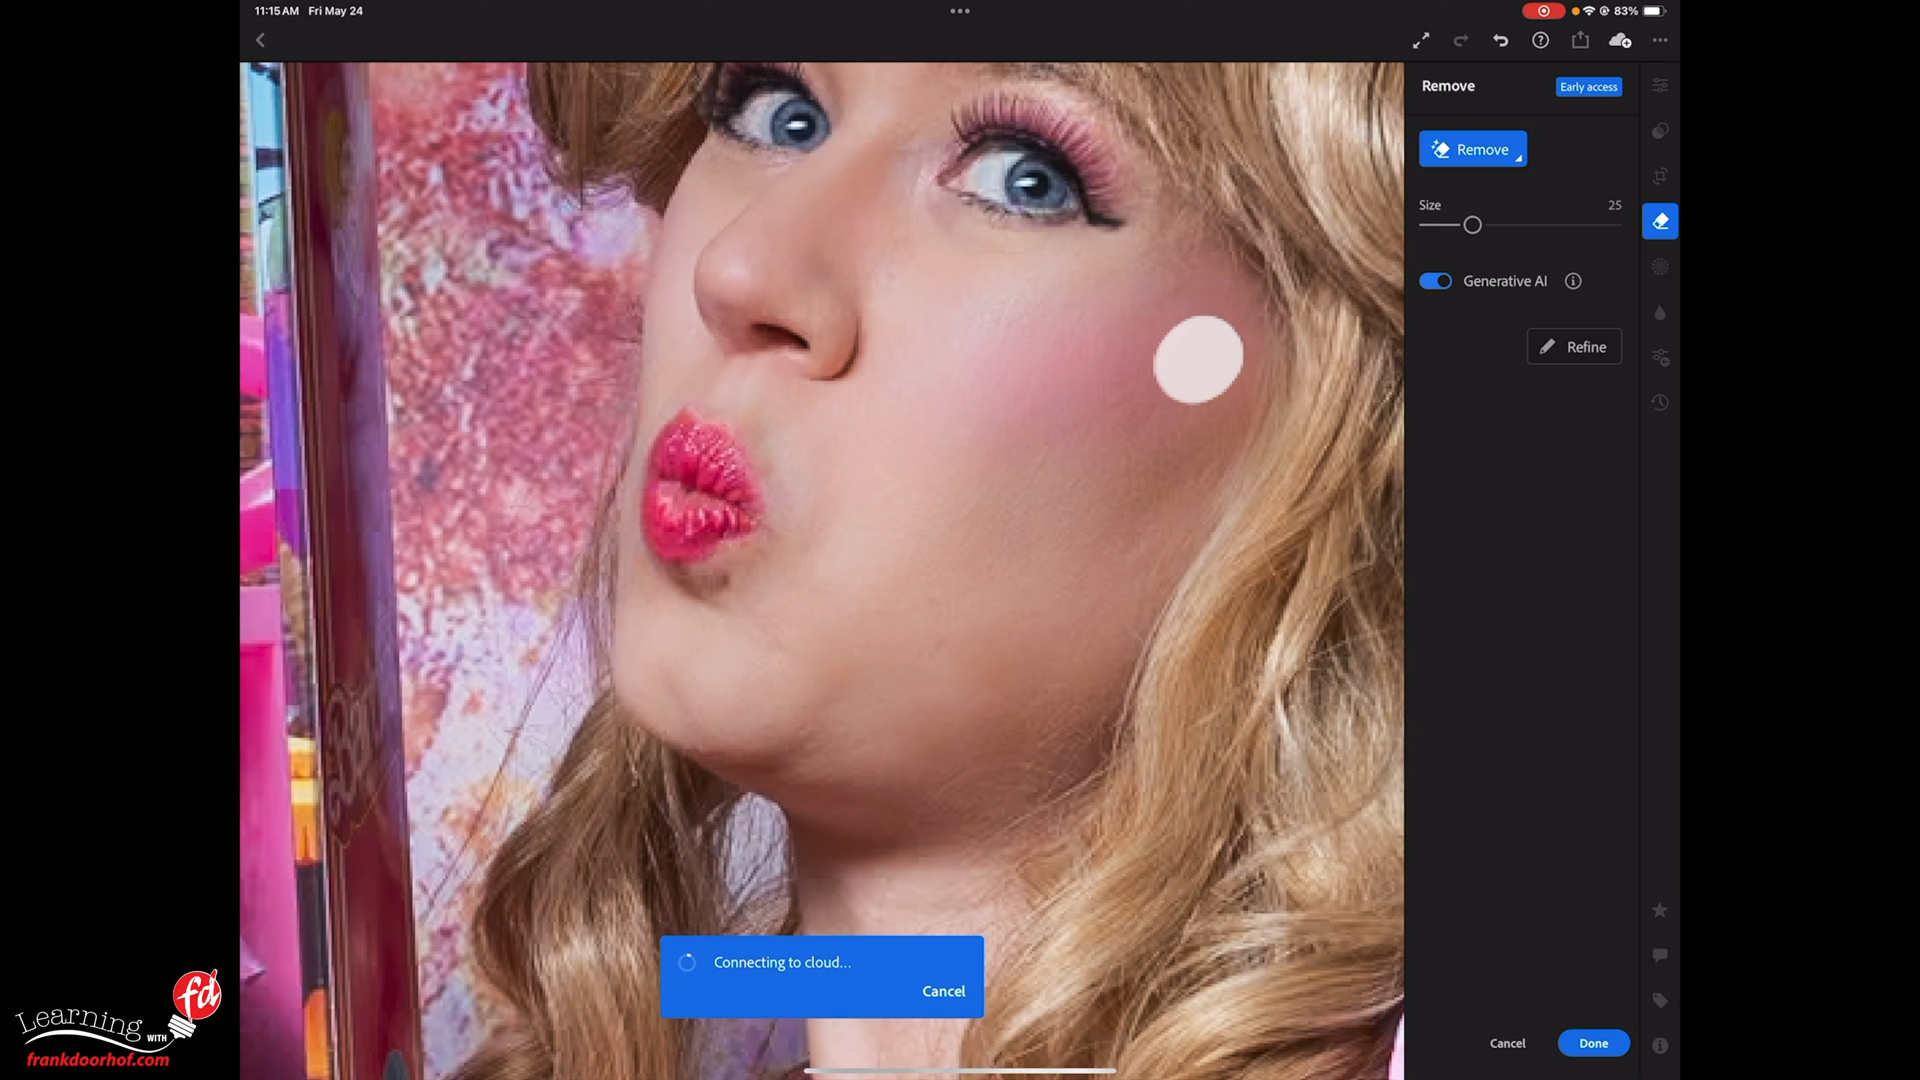 11:15 AM Fri May 24
83%
Remove
Early access
Remove
Size 25
Generative AI
Refine
Connecting to cloud...
Cancel
Cancel
Done
fd
Learning WITH
frankdoorhof.com